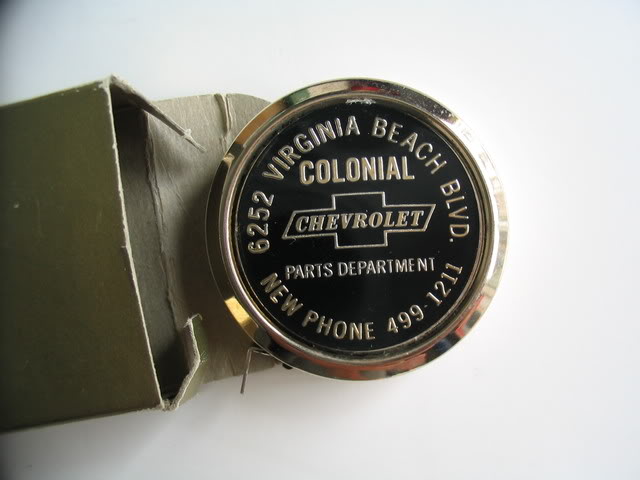 6252 VIRGINIA BEACH BLVD.
COLONIAL
CHEVROLET
PARTS DEPARTMENT
NEW PHONE 499-1211